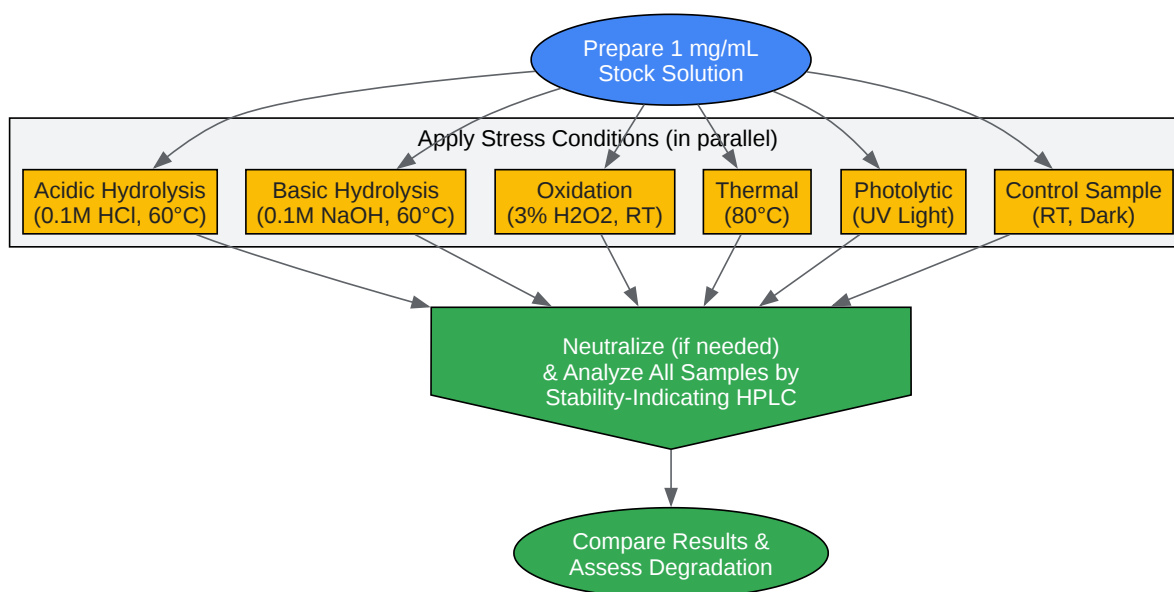 Prepare 1 mg/mL
Stock Solution
Apply Stress Conditions (in parallel)
Acidic Hydrolysis
(0.1M HCl, 60°C)
Basic Hydrolysis
(0.1M NaOH, 60°C)
Oxidation
(3% H2O2, RT)
Thermal
(80°C)
Photolytic
(UV Light)
Control Sample
(RT, Dark)
Neutralize (if needed)
& Analyze All Samples by
Stability-Indicating HPLC
Compare Results &
Assess Degradation